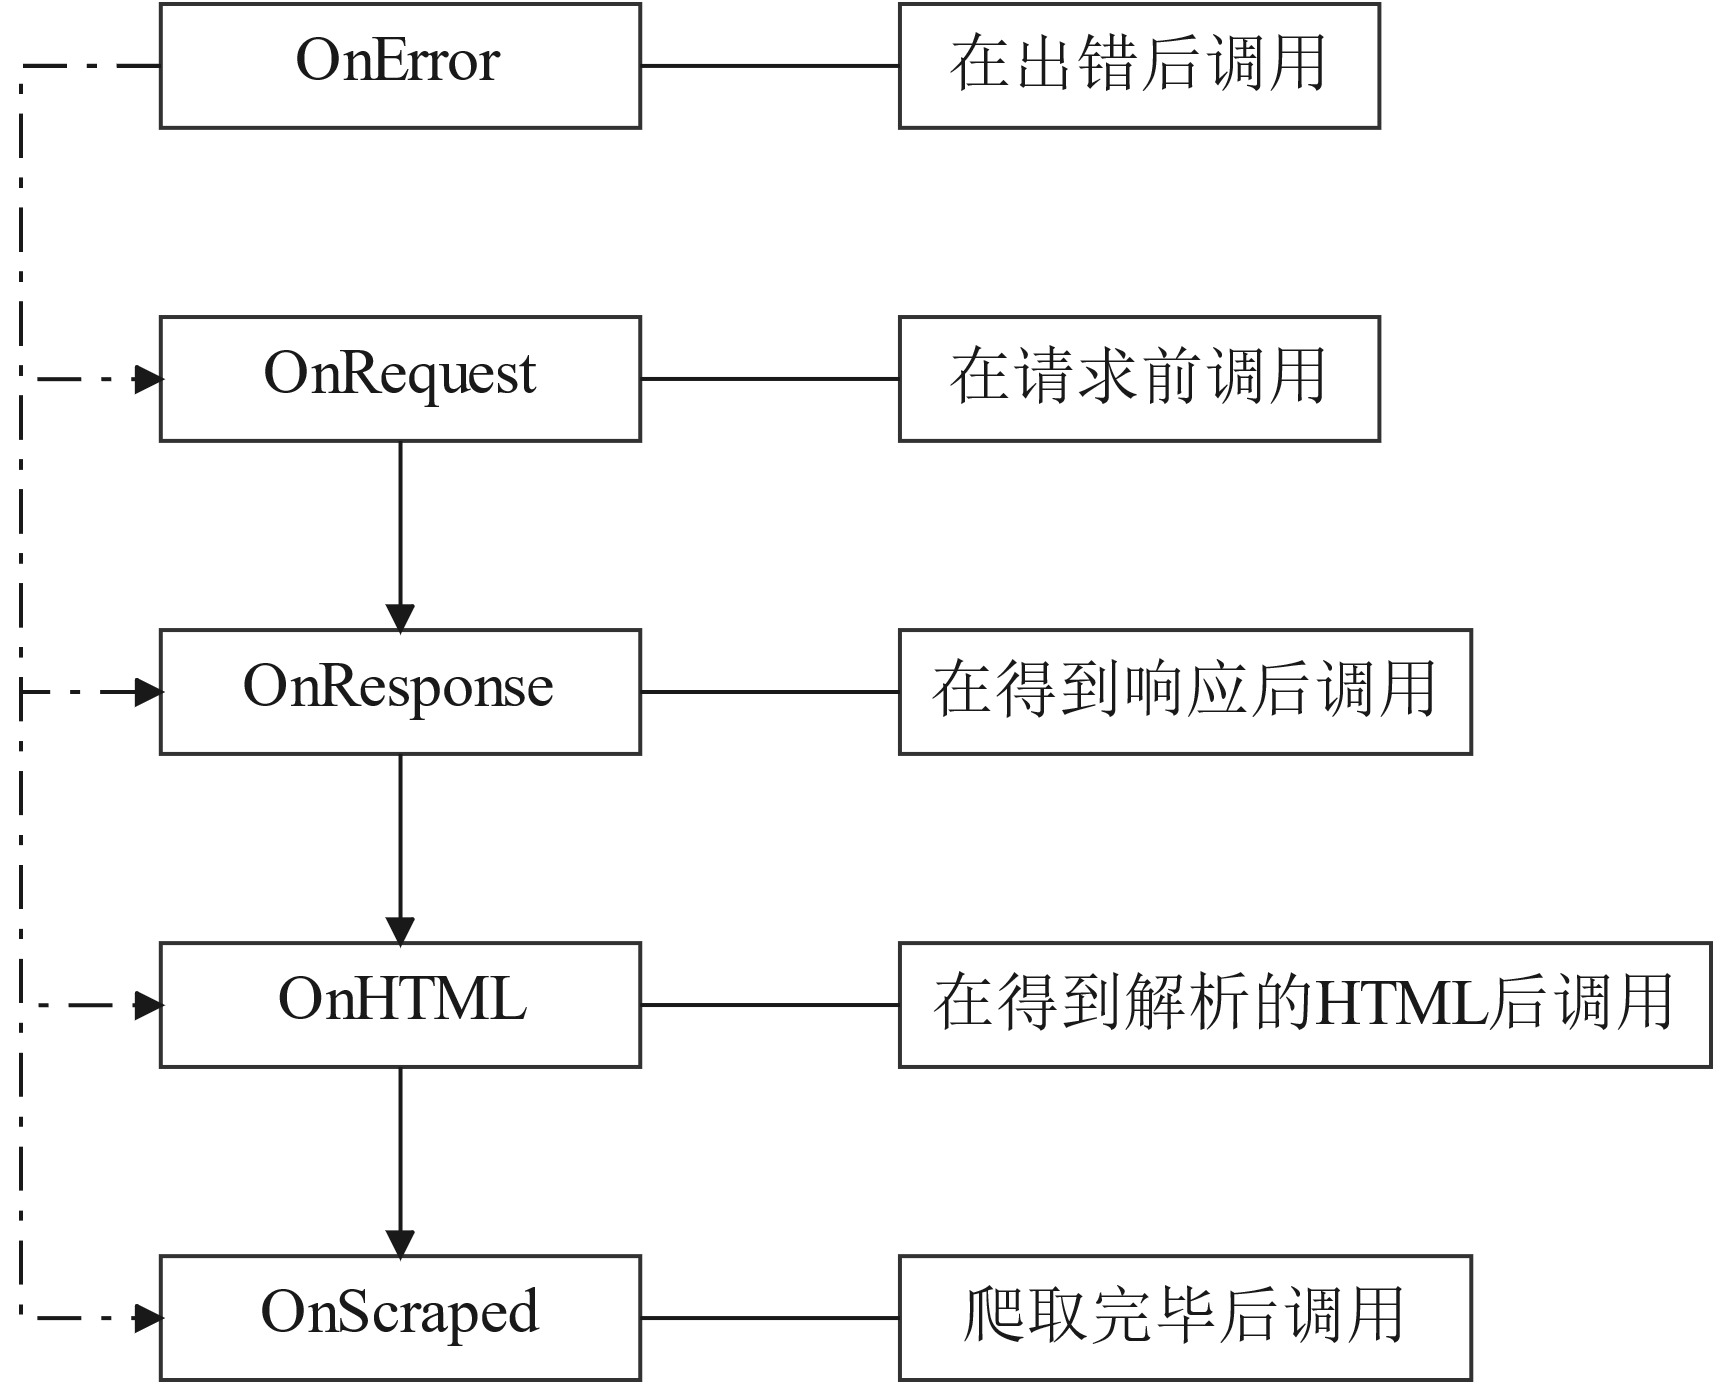 OnError
在出错后调用
OnRequest
在请求前调用
OnResponse
在得到响应后调用
OnHTML
在得到解析的HTML后调用
OnScraped
爬取完毕后调用